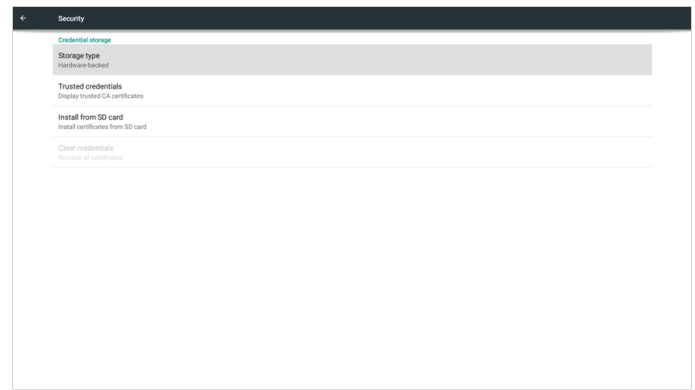 Security
Credential storage
Storage type
Hardware-backed
Trusted credentials
Display trusted CA certificates
Install from SD card
Install certificates from SD card
Clear credentials
Remove all certificates